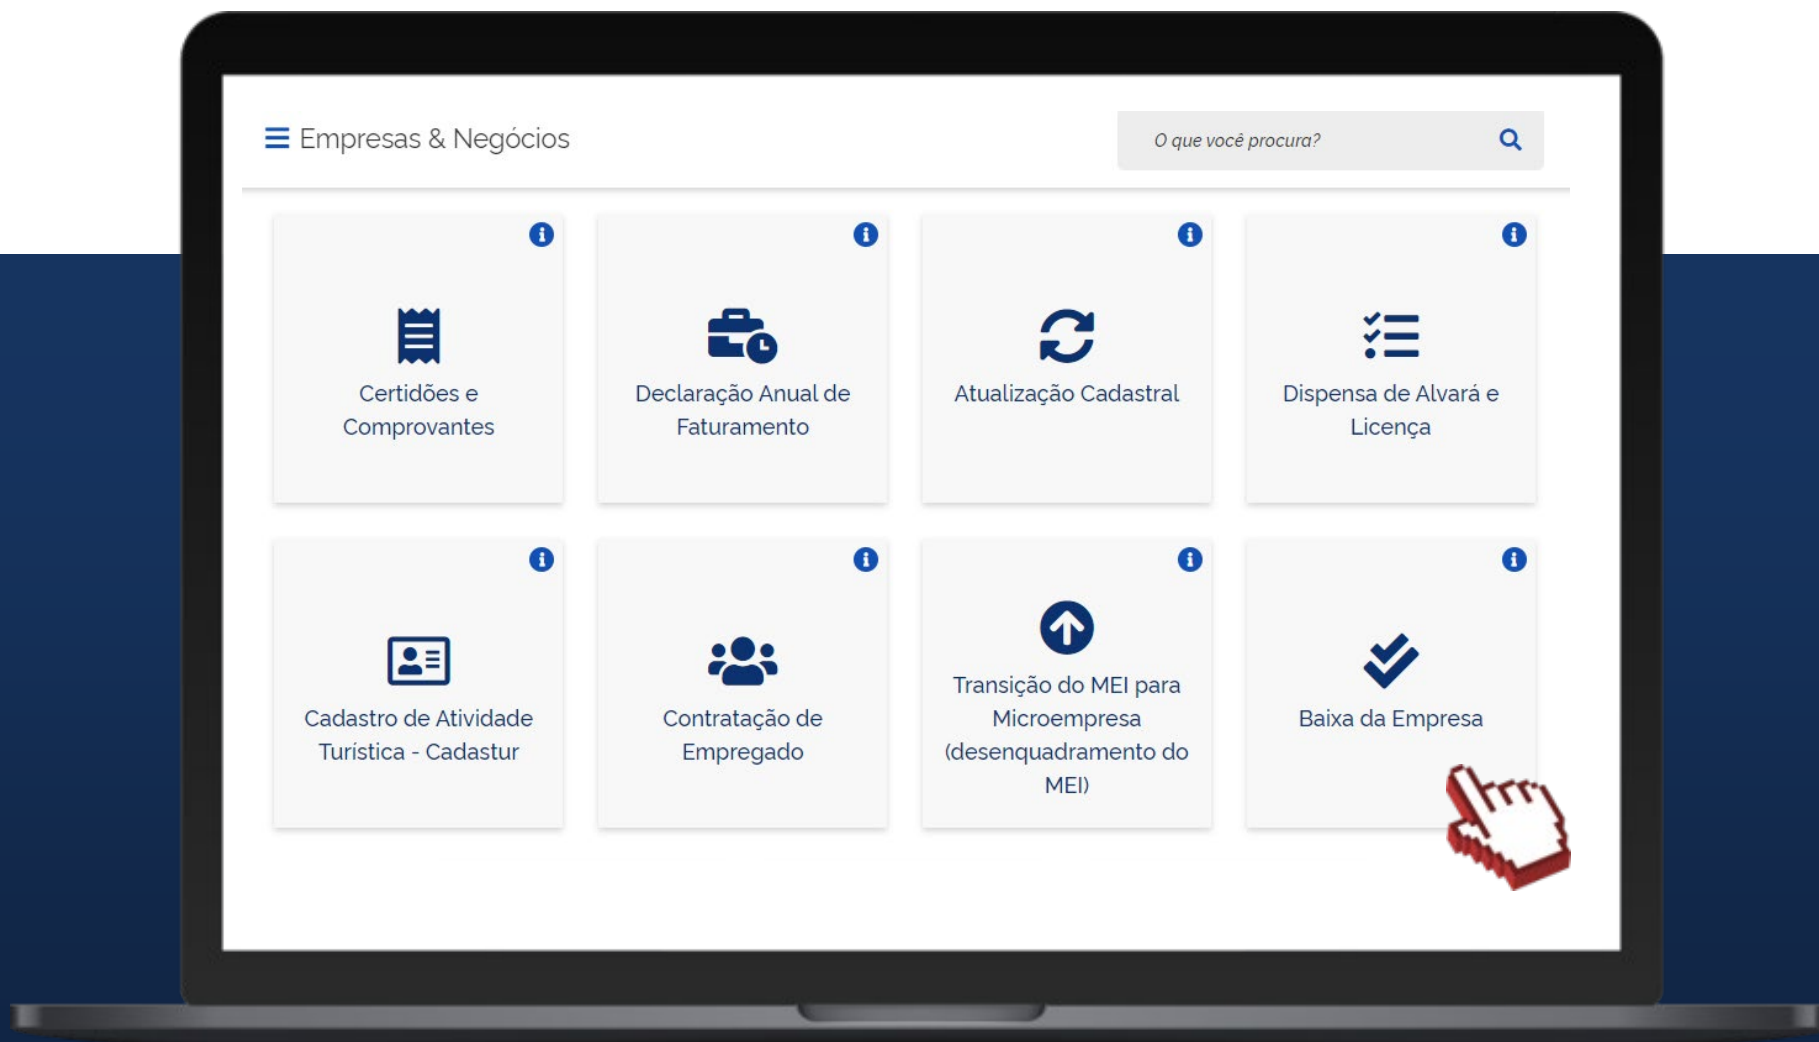 Empresas & Negócios
O que você procura?
Certidões e
Comprovantes
Declaração Anual de
Faturamento
Atualização Cadastral
Dispensa de Alvará e
Licença
Cadastro de Atividade
Turística - Cadastur
Contratação de
Empregado
Transição do MEI para
Microempresa
(desenquadramento do
MEI)
Baixa da Empresa